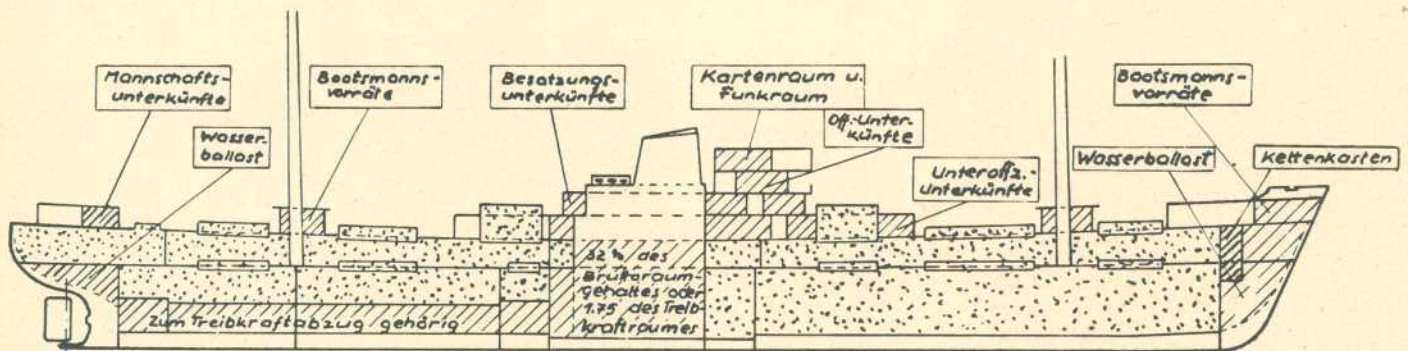 Mannschafts-
unterkünfte
Bootsmanns-
vorräte
Besatzungs-
unterkünfte
Kartenraum u.
Funkraum
Bootsmanns-
vorräte
Wasser-
ballast
Off.-Unter-
künfte
Unteroffz.-
unterkünfte
Wasserballast
Kettenkasten
32 % des
Bruttoraum-
gehaltes oder
1.75 des Treib-
kraftraumes
Zum Treibkraftabzug gehörig